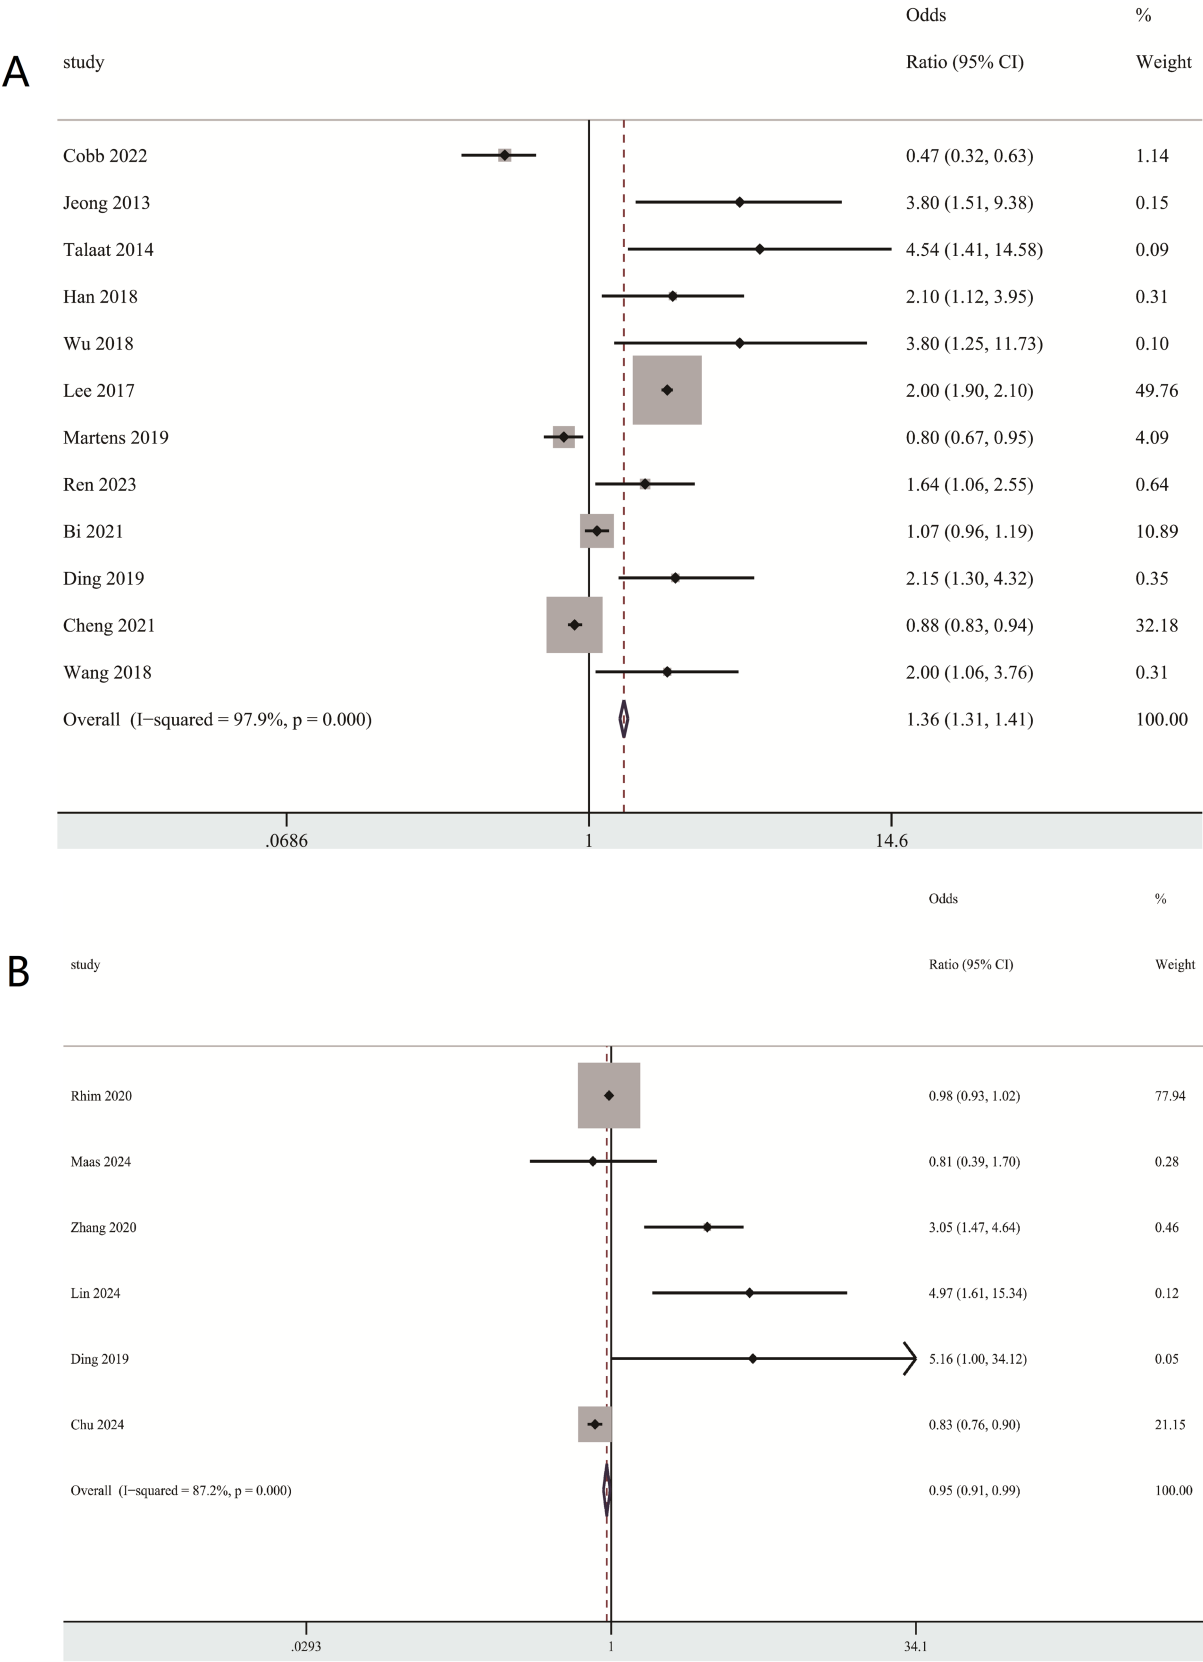 A
study
Odds
Ratio (95% CI)
%
Weight
Cobb 2022 0.47 (0.32, 0.63) 1.14
Jeong 2013 3.80 (1.51, 9.38) 0.15
Talaat 2014 4.54 (1.41, 14.58) 0.09
Han 2018 2.10 (1.12, 3.95) 0.31
Wu 2018 3.80 (1.25, 11.73) 0.10
Lee 2017 2.00 (1.90, 2.10) 49.76
Martens 2019 0.80 (0.67, 0.95) 4.09
Ren 2023 1.64 (1.06, 2.55) 0.64
Bi 2021 1.07 (0.96, 1.19) 10.89
Ding 2019 2.15 (1.30, 4.32) 0.35
Cheng 2021 0.88 (0.83, 0.94) 32.18
Wang 2018 2.00 (1.06, 3.76) 0.31
Overall (I−squared = 97.9%, p = 0.000) 1.36 (1.31, 1.41) 100.00
.0686 1 14.6
B
study
Odds
Ratio (95% CI)
%
Weight
Rhim 2020 0.98 (0.93, 1.02) 77.94
Maas 2024 0.81 (0.39, 1.70) 0.28
Zhang 2020 3.05 (1.47, 4.64) 0.46
Lin 2024 4.97 (1.61, 15.34) 0.12
Ding 2019 5.16 (1.00, 34.12) 0.05
Chu 2024 0.83 (0.76, 0.90) 21.15
Overall (I−squared = 87.2%, p = 0.000) 0.95 (0.91, 0.99) 100.00
.0293 1 34.1